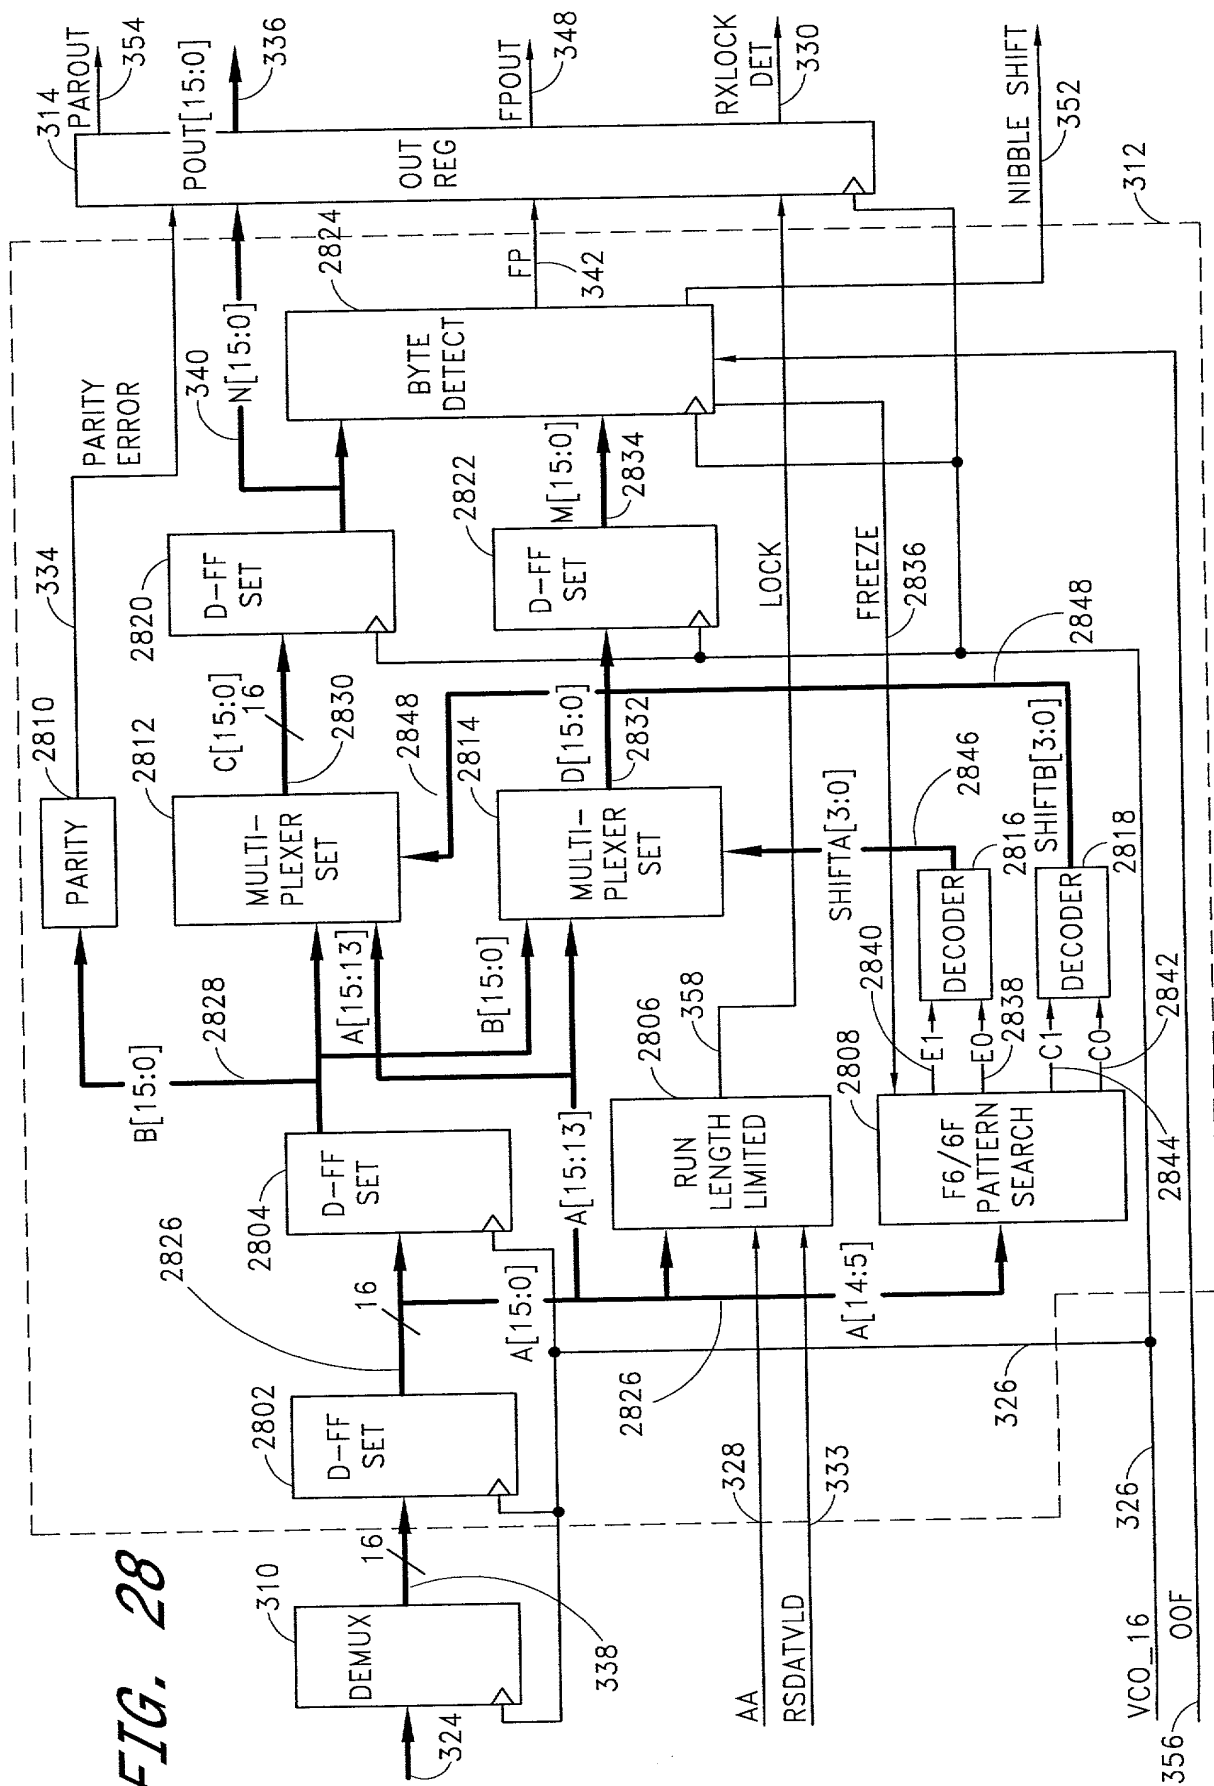 FIG. 28
324
DEMUX
310
338
16
D-FF
SET
2802
2826
16
A[15:0]
D-FF
SET
2804
B[15:0]
2828
PARITY
2810
334
PARITY
ERROR
MULTI-
PLEXER
SET
2812
A[15:13]
B[15:0]
A[15:13]
C[15:0]
16
2830
2848
MULTI-
PLEXER
SET
2814
D[15:0]
2832
D-FF
SET
2820
340
N[15:0]
D-FF
SET
2822
M[15:0]
2834
BYTE
DETECT
2824
FP
342
314
OUT
REG
PAROUT
354
POUT[15:0]
336
FPOUT
348
RXLOCK
DET
330
NIBBLE SHIFT
352
312
RUN
LENGTH
LIMITED
2806
358
LOCK
FREEZE
2836
2826
A[14:5]
F6/6F
PATTERN
SEARCH
2808
2840
E1
E0
2838
C1
C0
2842
2844
DECODER
2816
DECODER
2818
SHIFTA[3:0]
2846
SHIFTB[3:0]
2848
AA
328
RSDATVLD
333
326
VCO_16
326
OOF
356